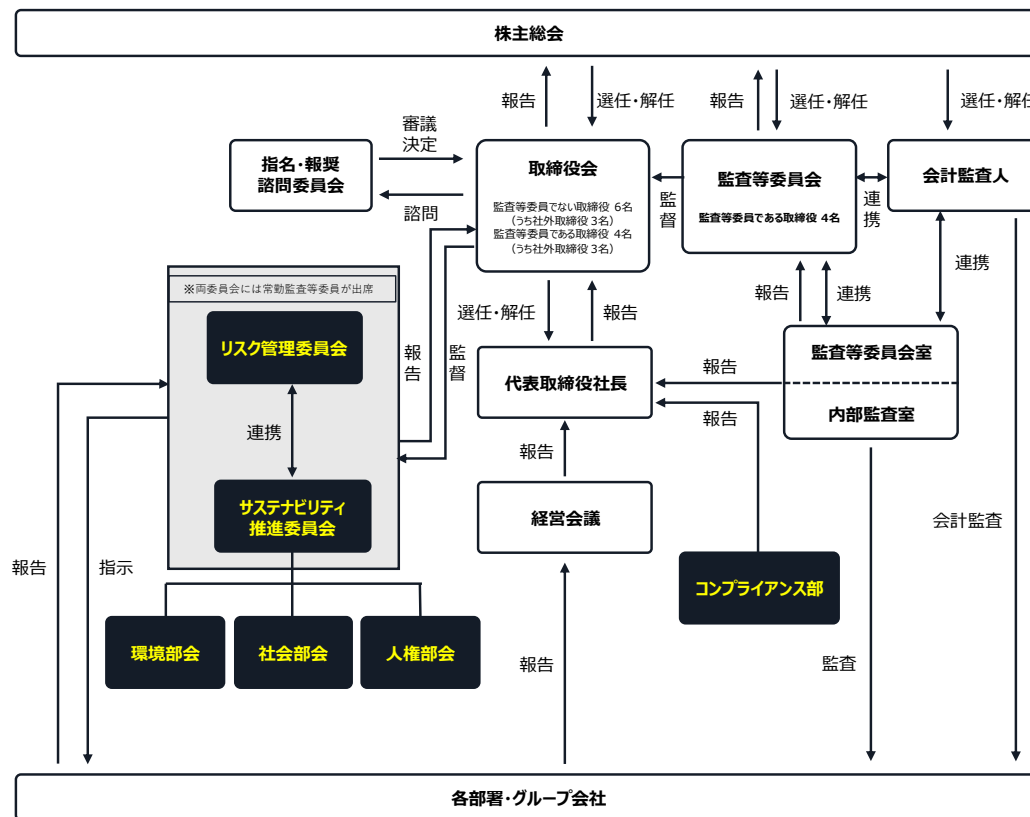 株主総会
報告
選任・解任
報告
選任・解任
選任・解任
審議
決定
指名・報奨
諮問委員会
諮問
取締役会
監査等委員でない取締役 6名
(うち社外取締役 3名)
監査等委員である取締役 4名
(うち社外取締役 3名)
監督
監査等委員会
監査等委員である取締役 4名
連携
会計監査人
※両委員会には常勤監査等委員が出席
リスク管理委員会
連携
サステナビリティ
推進委員会
報告
監督
選任・解任
報告
報告
連携
連携
代表取締役社長
報告
報告
監査等委員会室
内部監査室
報告
経営会議
コンプライアンス部
会計監査
報告
指示
環境部会
社会部会
人権部会
報告
監査
各部署・グループ会社